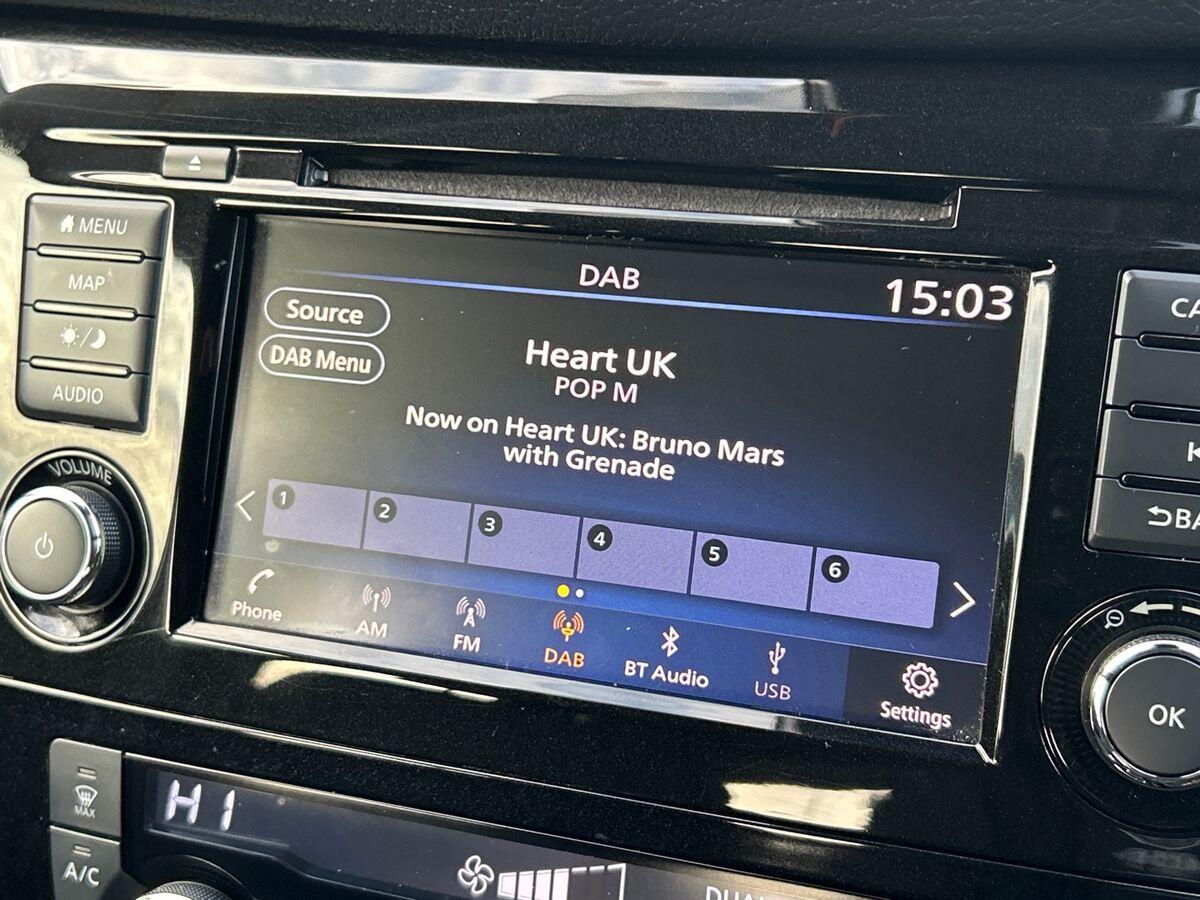 MENU
MAP
AUDIO
VOLUME
DAB
15:03
Source
DAB Menu
Heart UK
POP M
Now on Heart UK: Bruno Mars
with Grenade
1
2
3
4
5
6
Phone
AM
FM
DAB
BT Audio
USB
Settings
OK
MAX
A/C
HI